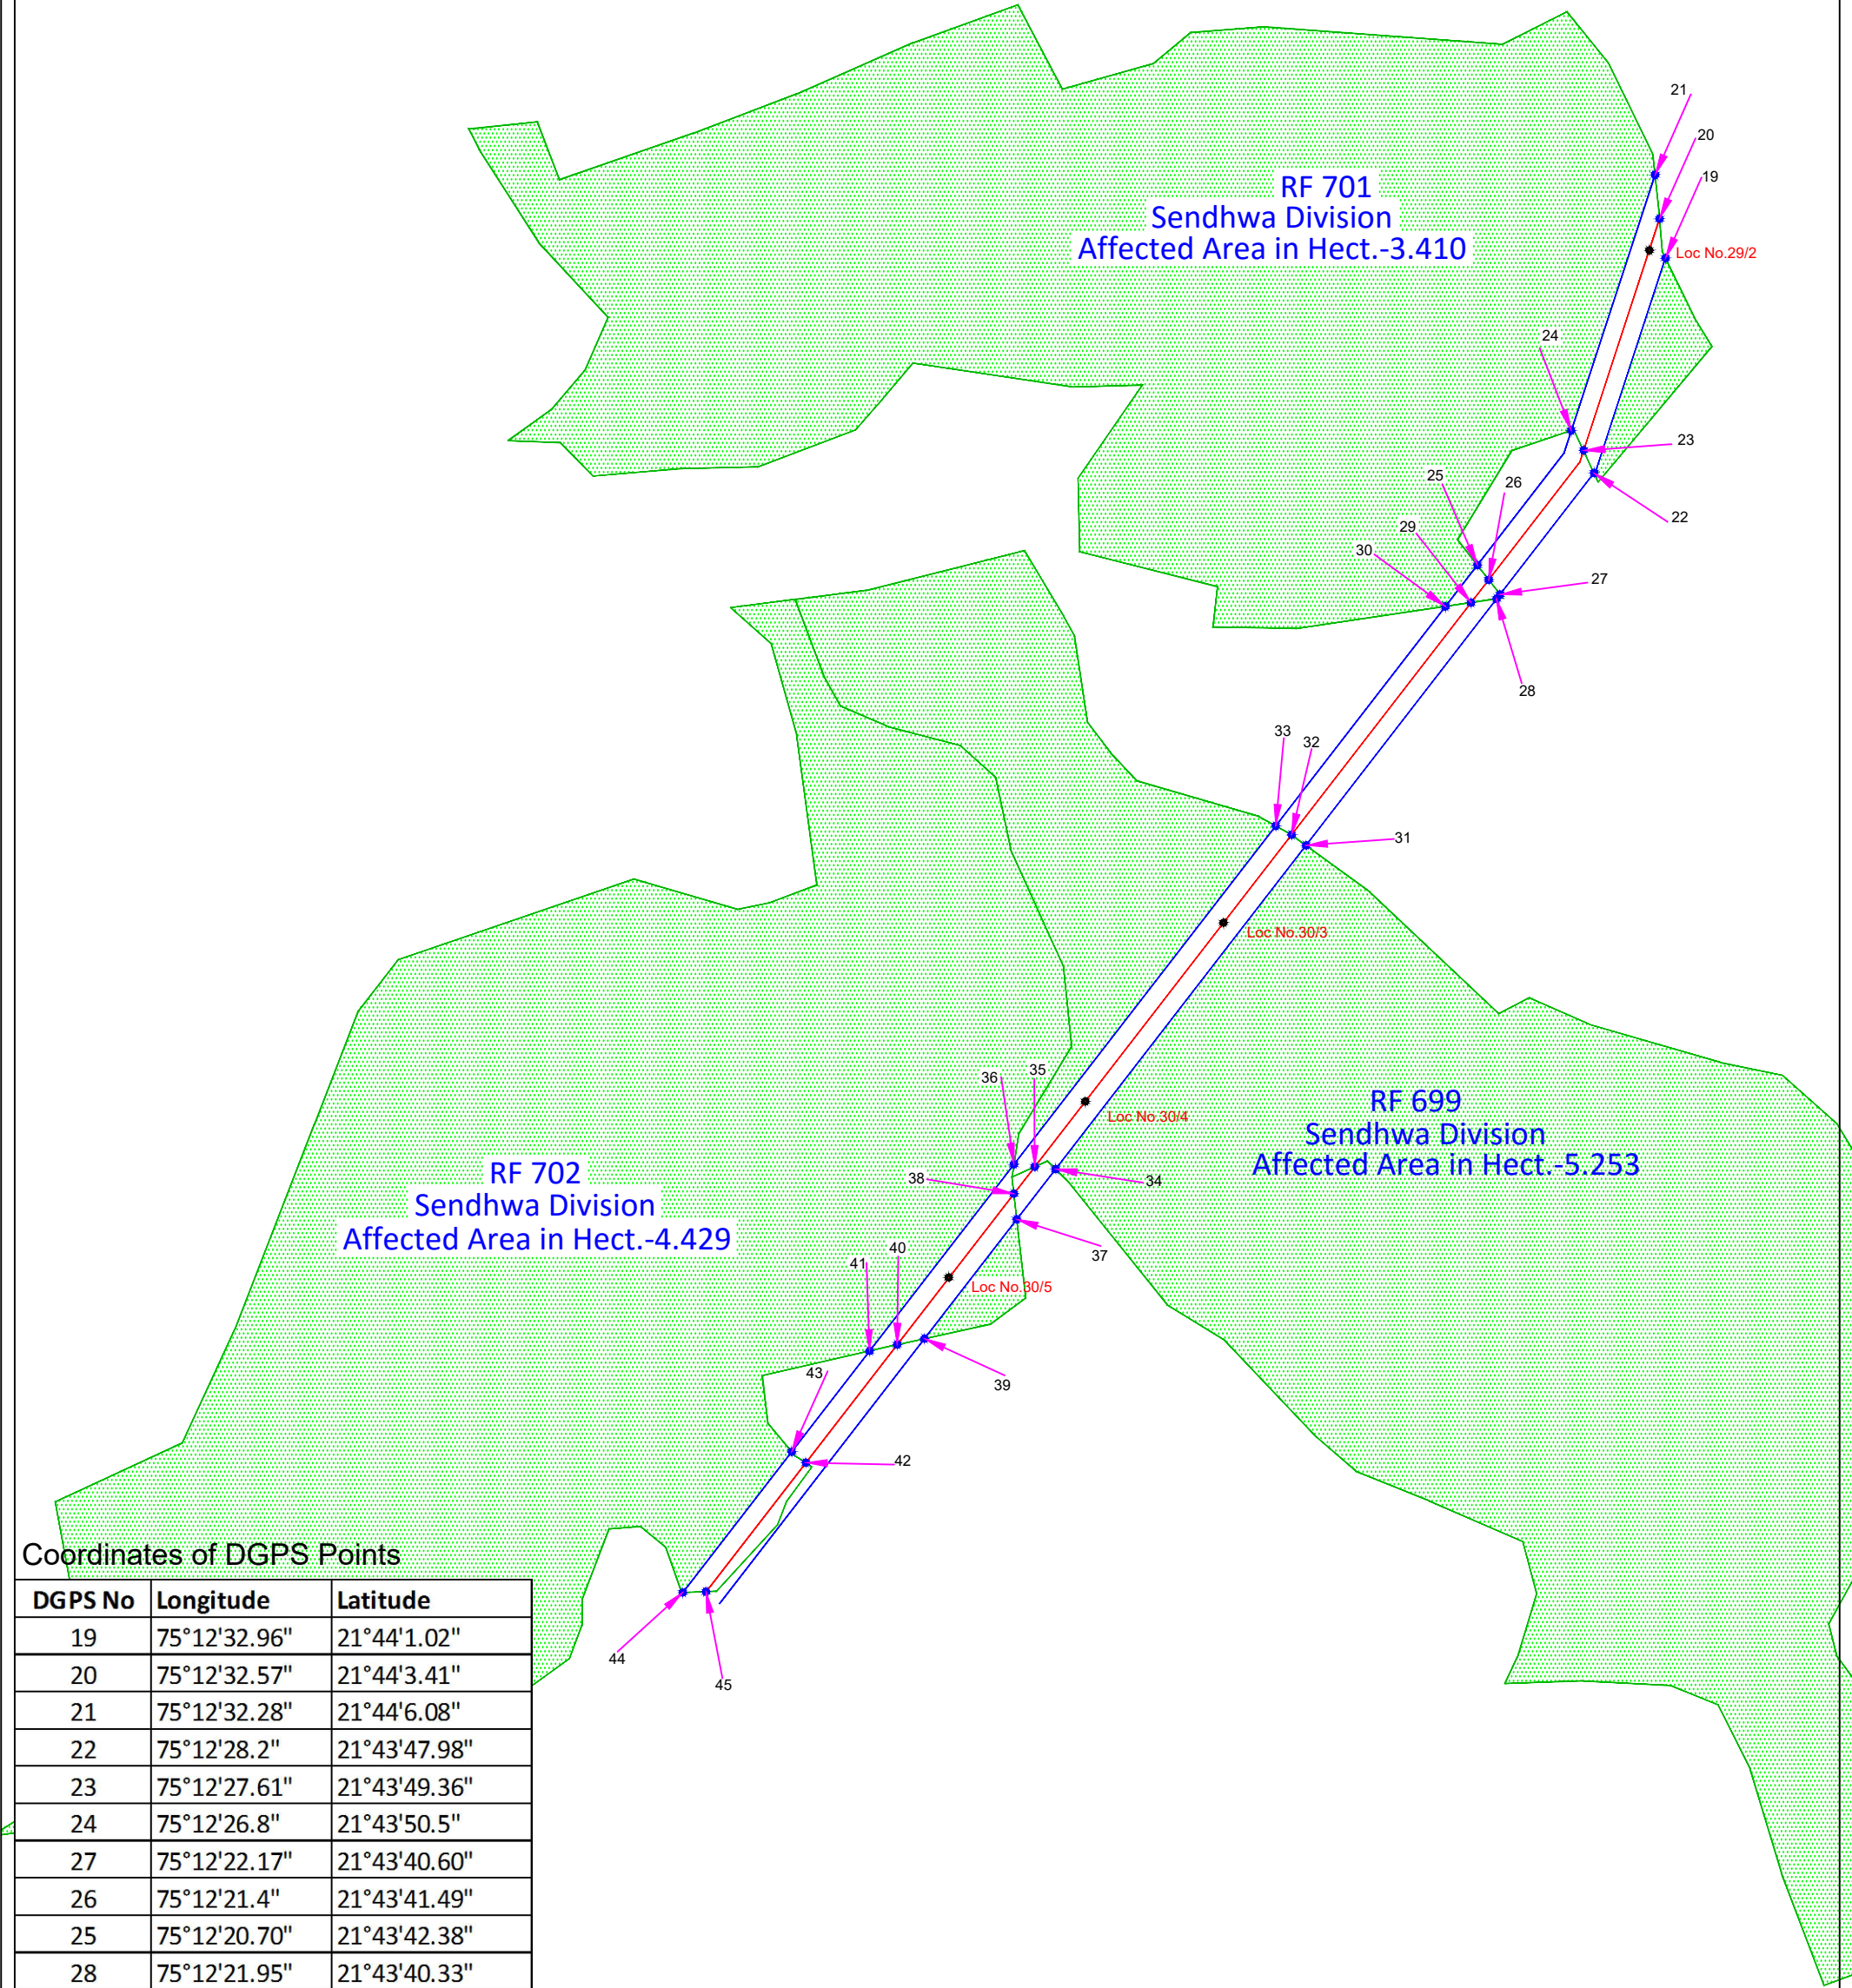 21
20
19
RF 701
Sendhwa Division
Affected Area in Hect.-3.410
Loc No.29/2
24
23
25
26
22
29
30
27
28
33
32
31
Loc No.30/3
36
35
Loc No.30/4
RF 699
Sendhwa Division
Affected Area in Hect.-5.253
RF 702
Sendhwa Division
Affected Area in Hect.-4.429
38
34
37
41
40
Loc No.30/5
43
39
42
44
45
Coordinates of DGPS Points
DGPS No Longitude Latitude
19 75°12'32.96" 21°44'1.02"
20 75°12'32.57" 21°44'3.41"
21 75°12'32.28" 21°44'6.08"
22 75°12'28.2" 21°43'47.98"
23 75°12'27.61" 21°43'49.36"
24 75°12'26.8" 21°43'50.5"
27 75°12'22.17" 21°43'40.60"
26 75°12'21.4" 21°43'41.49"
25 75°12'20.70" 21°43'42.38"
28 75°12'21.95" 21°43'40.33"